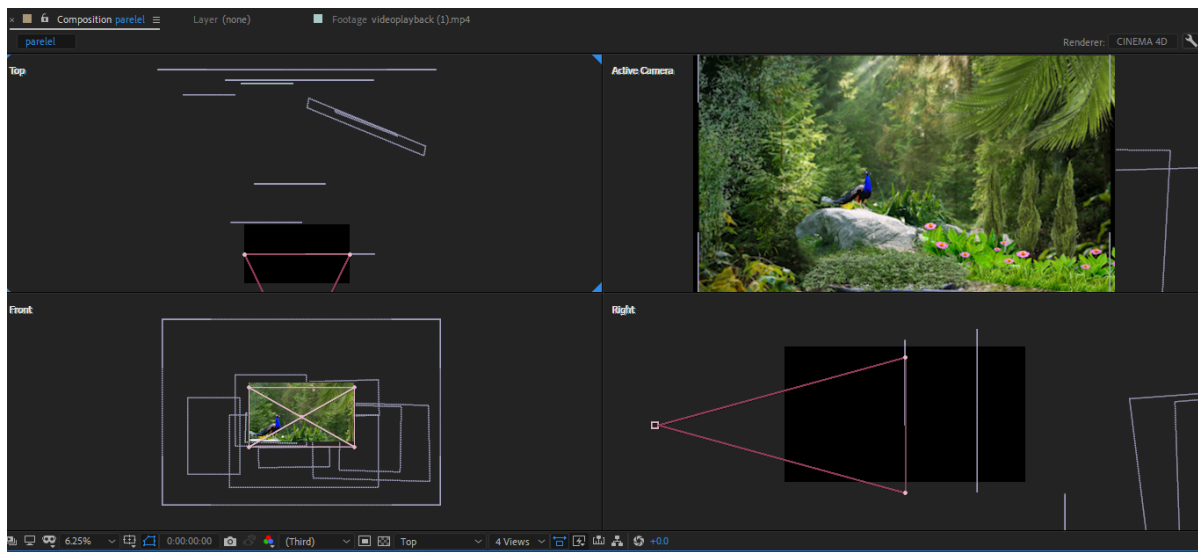 × Composition parelel ≡ Layer (none) Footage videoplayback (1).mp4
parelel Renderer: CINEMA 4D
Top Active Camera
Front Right
6.25% 0:00:00:00 (Third) Top 4 Views +0.0